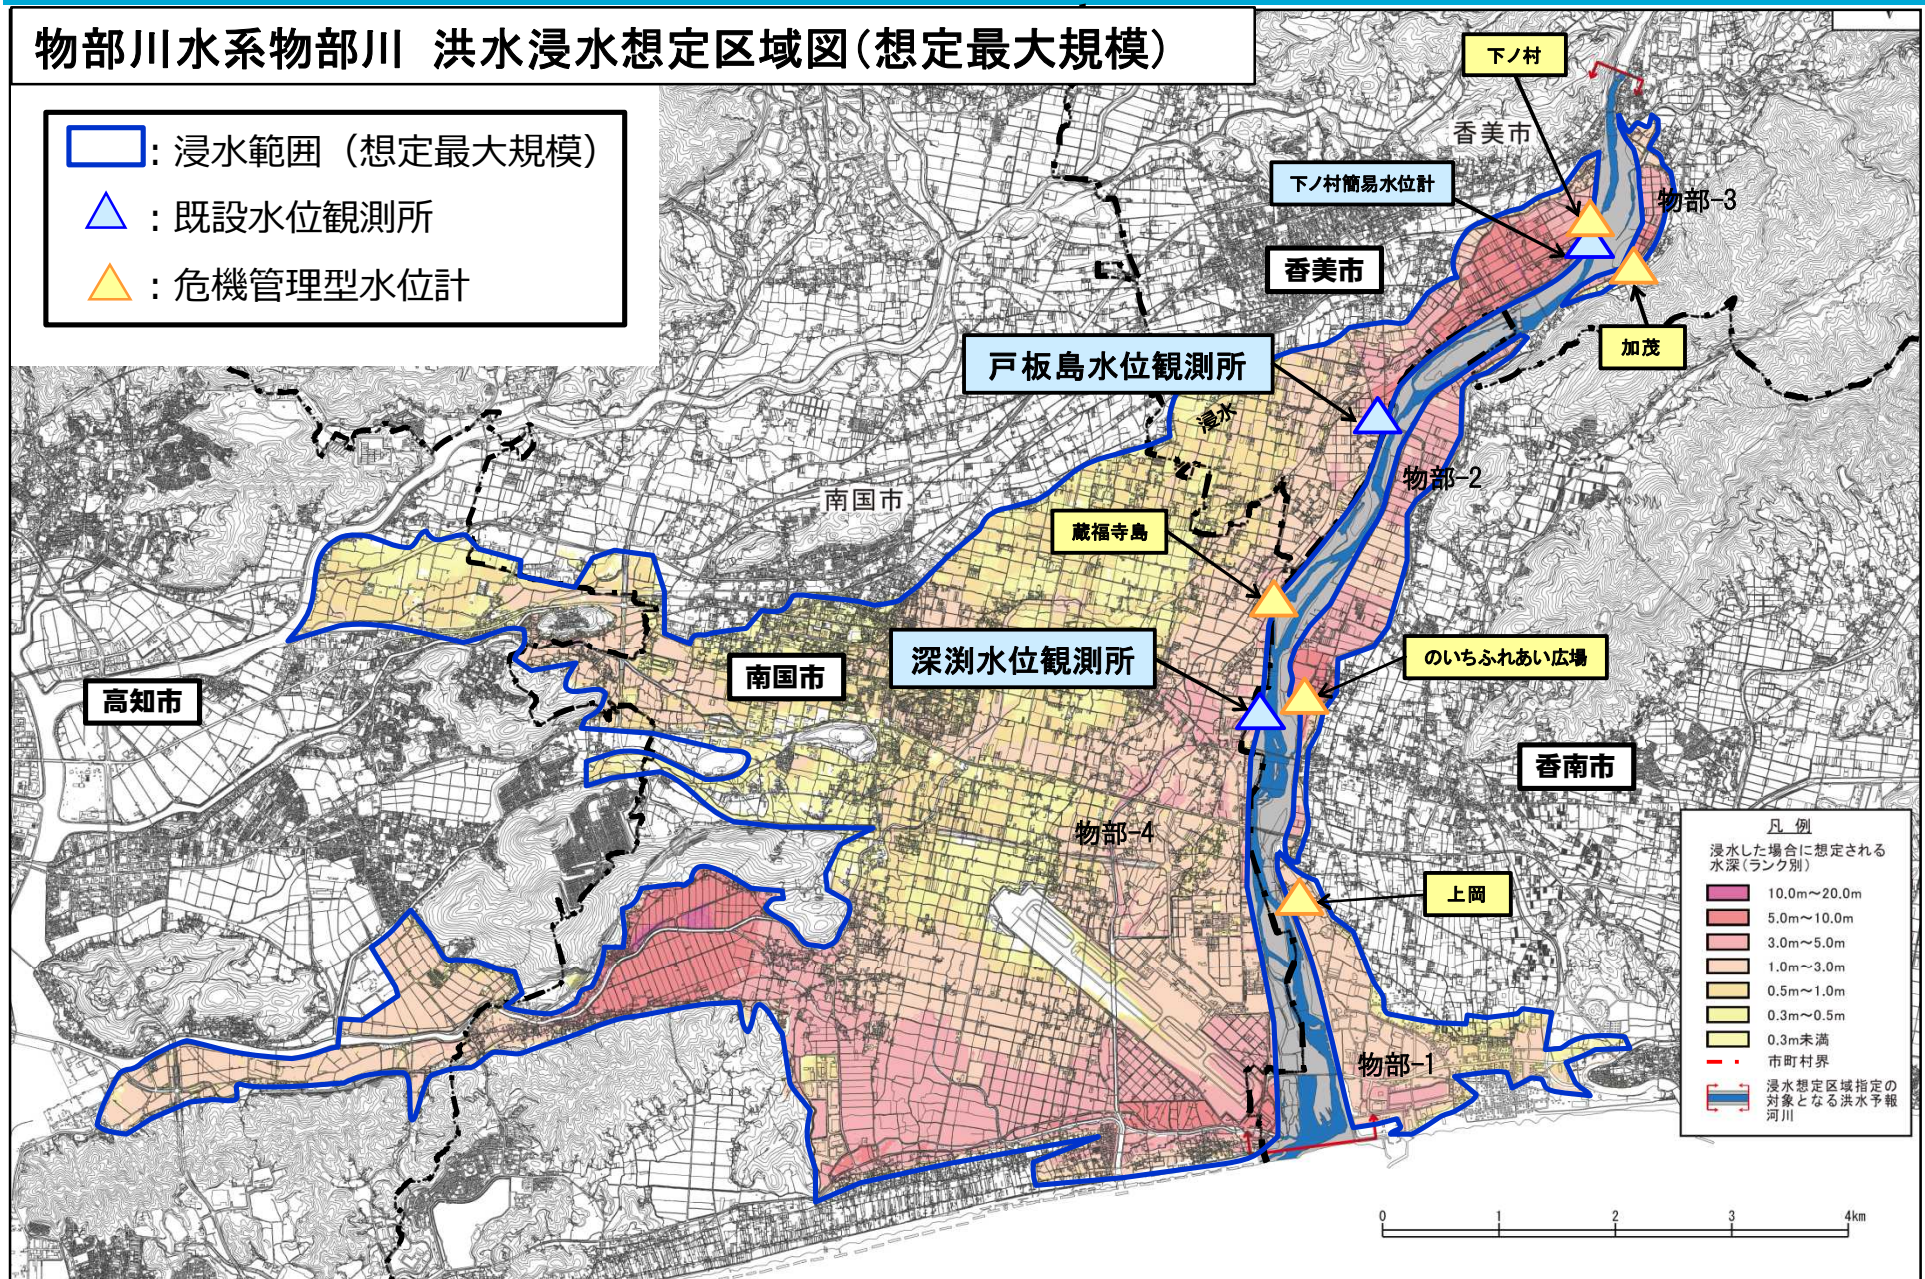 物部川水系物部川 洪水浸水想定区域図(想定最大規模)
：浸水範囲（想定最大規模）
：既設水位観測所
：危機管理型水位計
下ノ村
香美市
下ノ村簡易水位計
物部-3
香美市
加茂
戸板島水位観測所
浸水
物部-2
南国市
蔵福寺島
深渕水位観測所
のいちふれあい広場
南国市
高知市
香南市
物部-4
上岡
物部-1
凡 例
浸水した場合に想定される
水深(ランク別)
10.0m～20.0m
5.0m～10.0m
3.0m～5.0m
1.0m～3.0m
0.5m～1.0m
0.3m～0.5m
0.3m未満
市町村界
浸水想定区域指定の
対象となる洪水予報
河川
0 1 2 3 4km